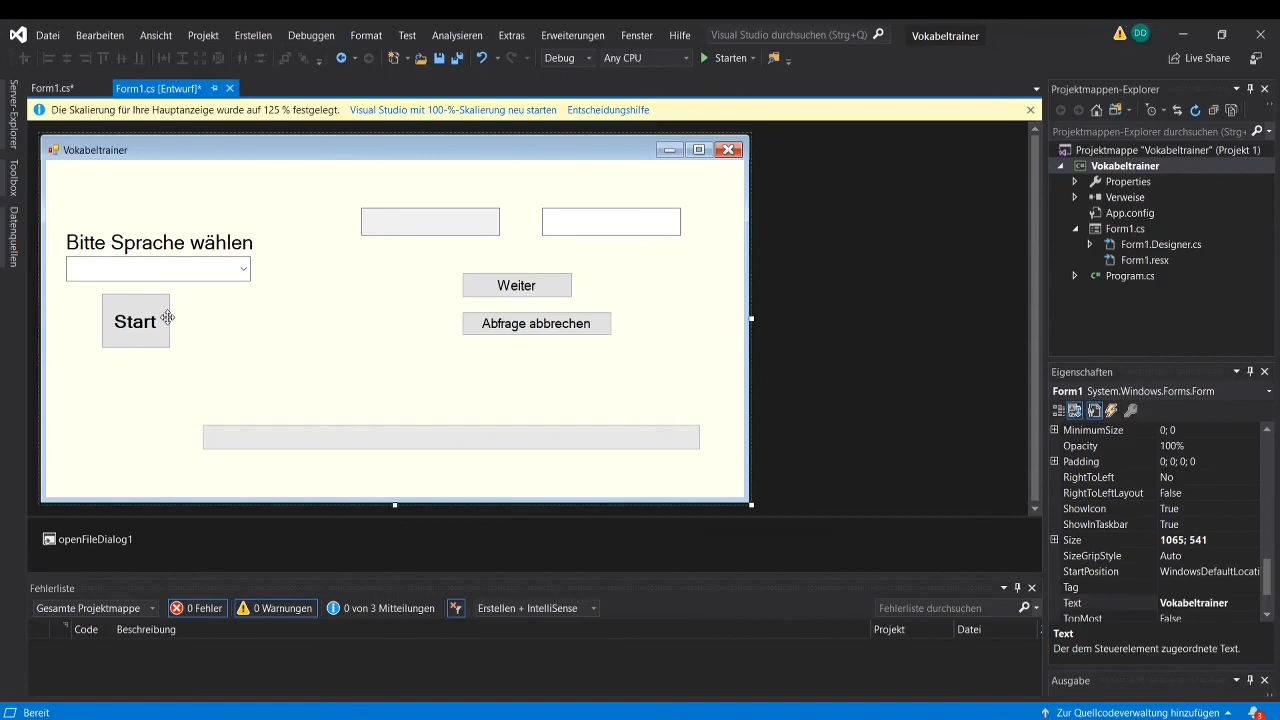 Datei Bearbeiten Ansicht Projekt Erstellen Debuggen Format Test Analysieren Extras Erweiterungen Fenster Hilfe Visual Studio durchsuchen (Strg+Q) Vokabeltrainer DD
Debug Any CPU Starten Live Share
Form1.cs* Form1.cs [Entwurf]*
Projektmappen-Explorer
Die Skalierung für Ihre Hauptanzeige wurde auf 125 % festgelegt. Visual Studio mit 100-%-Skalierung neu starten Entscheidungshilfe
Server-Explorer
Toolbox
Datenquellen
Vokabeltrainer
Bitte Sprache wählen
Start
Weiter
Abfrage abbrechen
openFileDialog1
Projektmappen-Explorer durchsuchen (Strg+
Projektmappe "Vokabeltrainer" (Projekt 1)
Vokabeltrainer
Properties
Verweise
App.config
Form1.cs
Form1.Designer.cs
Form1.resx
Program.cs
Eigenschaften
Form1 System.Windows.Forms.Form
MinimumSize 0; 0
Opacity 100%
Padding 0; 0; 0; 0
RightToLeft No
RightToLeftLayout False
ShowIcon True
ShowInTaskbar True
Size 1065; 541
SizeGripStyle Auto
StartPosition WindowsDefaultLocati
Tag
Text Vokabeltrainer
TopMost False
Text
Der dem Steuerelement zugeordnete Text.
Ausgabe
Fehlerliste
Gesamte Projektmappe 0 Fehler 0 Warnungen 0 von 3 Mitteilungen Erstellen + IntelliSense Fehlerliste durchsuchen
Code Beschreibung Projekt Datei
Bereit Zur Quellcodeverwaltung hinzufügen